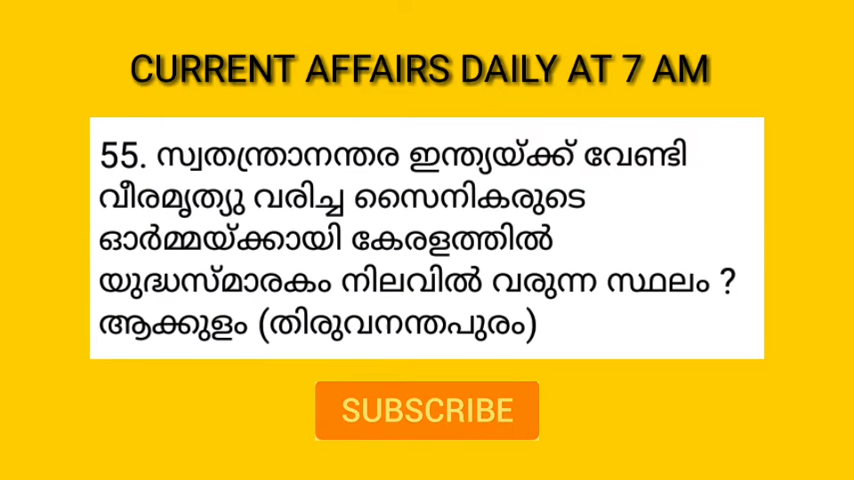 CURRENT AFFAIRS DAILY AT 7 AM
55. സ്വതന്ത്രാനന്തര ഇന്ത്യയ്ക്ക് വേണ്ടി
വീരമൃത്യു വരിച്ച സൈനികരുടെ
ഓർമ്മയ്ക്കായി കേരളത്തിൽ
യുദ്ധസ്മാരകം നിലവിൽ വരുന്ന സ്ഥലം ?
ആക്കുളം (തിരുവനന്തപുരം)
SUBSCRIBE